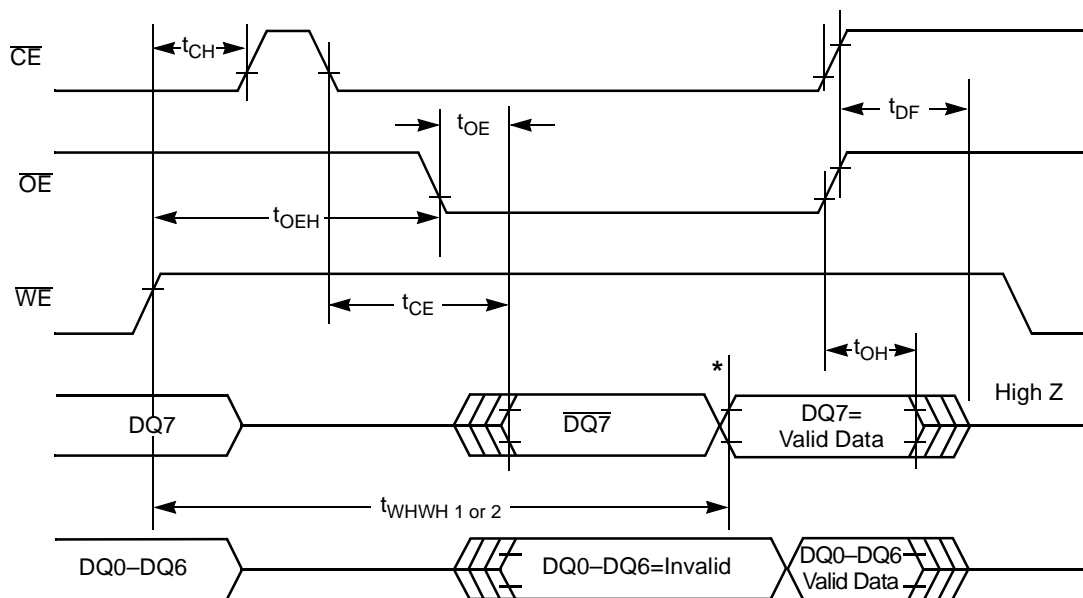 CE
tCH
tOE
tDF
OE
tOEH
WE
tCE
tOH
*
High Z
DQ7
DQ7
DQ7=
Valid Data
tWHWH 1 or 2
DQ0–DQ6
DQ0–DQ6=Invalid
DQ0–DQ6
Valid Data